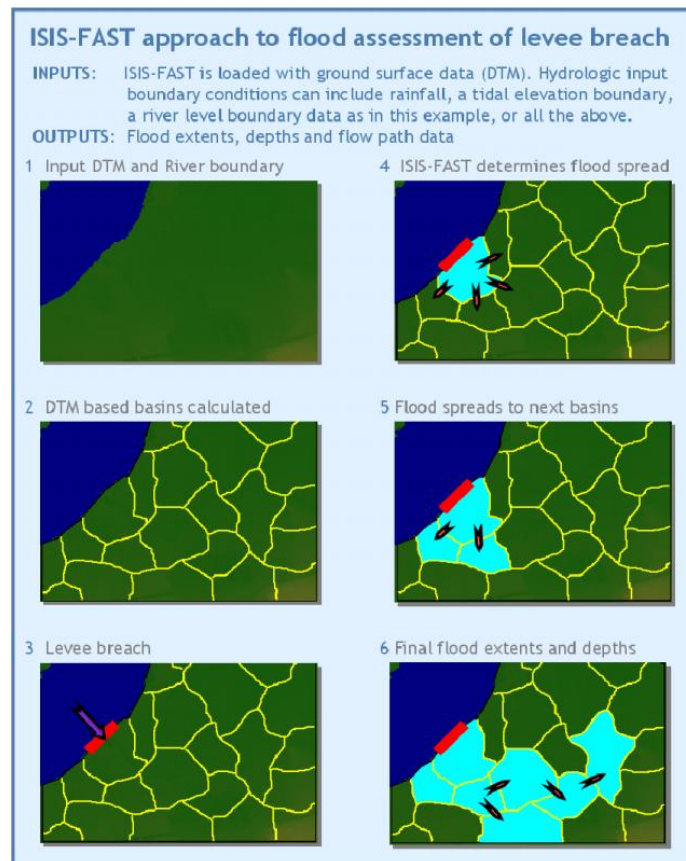 ISIS-FAST approach to flood assessment of levee breach
INPUTS: ISIS-FAST is loaded with ground surface data (DTM). Hydrologic input
boundary conditions can include rainfall, a tidal elevation boundary,
a river level boundary data as in this example, or all the above.
OUTPUTS: Flood extents, depths and flow path data
1 Input DTM and River boundary
2 DTM based basins calculated
3 Levee breach
4 ISIS-FAST determines flood spread
5 Flood spreads to next basins
6 Final flood extents and depths